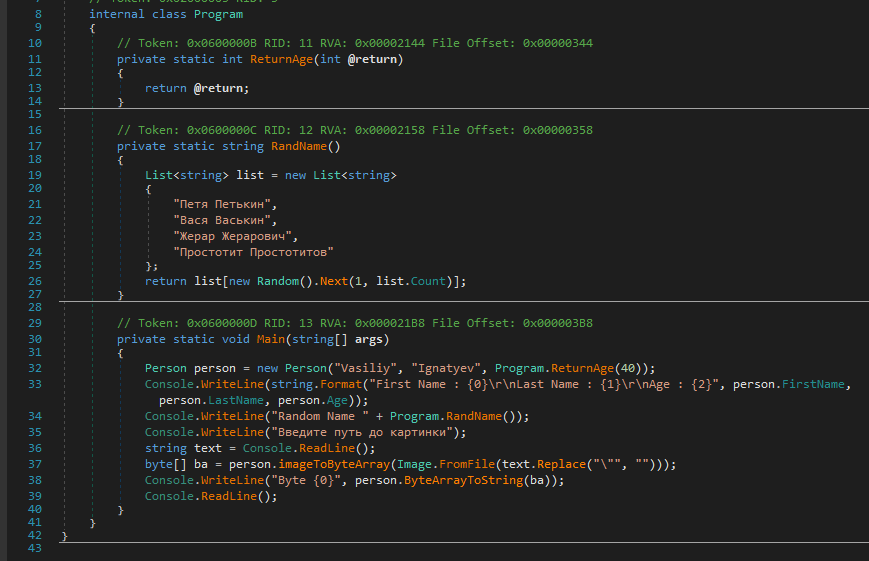 8 internal class Program
9 {
10 // Token: 0x0600000B RID: 11 RVA: 0x00002144 File Offset: 0x00000344
11 private static int ReturnAge(int @return)
12 {
13 return @return;
14 }
15
16 // Token: 0x0600000C RID: 12 RVA: 0x00002158 File Offset: 0x00000358
17 private static string RandName()
18 {
19 List<string> list = new List<string>
20 {
21 "Петя Петькин",
22 "Вася Васькин",
23 "Жерар Жерарович",
24 "Простотит Простотитов"
25 };
26 return list[new Random().Next(1, list.Count)];
27 }
28
29 // Token: 0x0600000D RID: 13 RVA: 0x000021B8 File Offset: 0x000003B8
30 private static void Main(string[] args)
31 {
32 Person person = new Person("Vasiliy", "Ignatyev", Program.ReturnAge(40));
33 Console.WriteLine(string.Format("First Name : {0}\r\nLast Name : {1}\r\nAge : {2}", person.FirstName,
person.LastName, person.Age));
34 Console.WriteLine("Random Name " + Program.RandName());
35 Console.WriteLine("Введите путь до картинки");
36 string text = Console.ReadLine();
37 byte[] ba = person.imageToByteArray(Image.FromFile(text.Replace("\"", "")));
38 Console.WriteLine("Byte {0}", person.ByteArrayToString(ba));
39 Console.ReadLine();
40 }
41 }
42 }
43